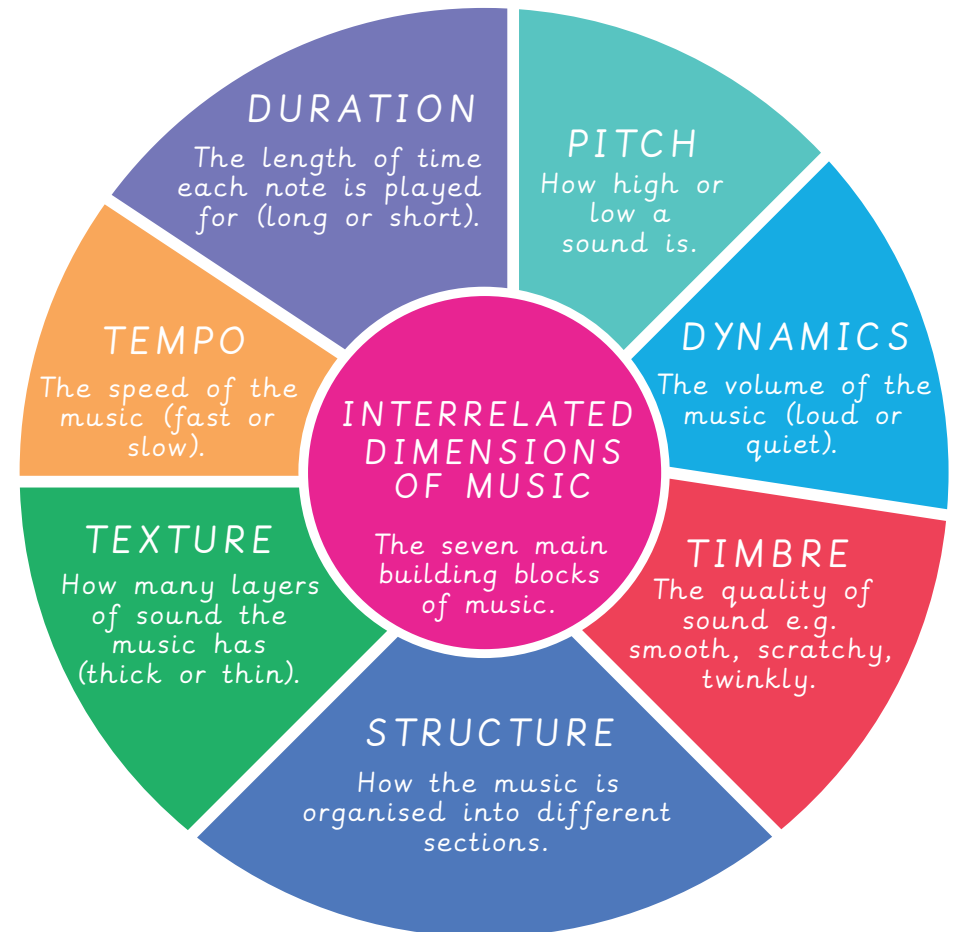 DURATION
The length of time
each note is played
for (long or short).
PITCH
How high or
low a
sound is.
DYNAMICS
The volume of the
music (loud or
quiet).
TIMBRE
The quality of
sound e.g.
smooth, scratchy,
twinkly.
STRUCTURE
How the music is
organised into different
sections.
TEXTURE
How many layers
of sound the
music has
(thick or thin).
TEMPO
The speed of the
music (fast or
slow).
INTERRELATED
DIMENSIONS
OF MUSIC
The seven main
building blocks
of music.